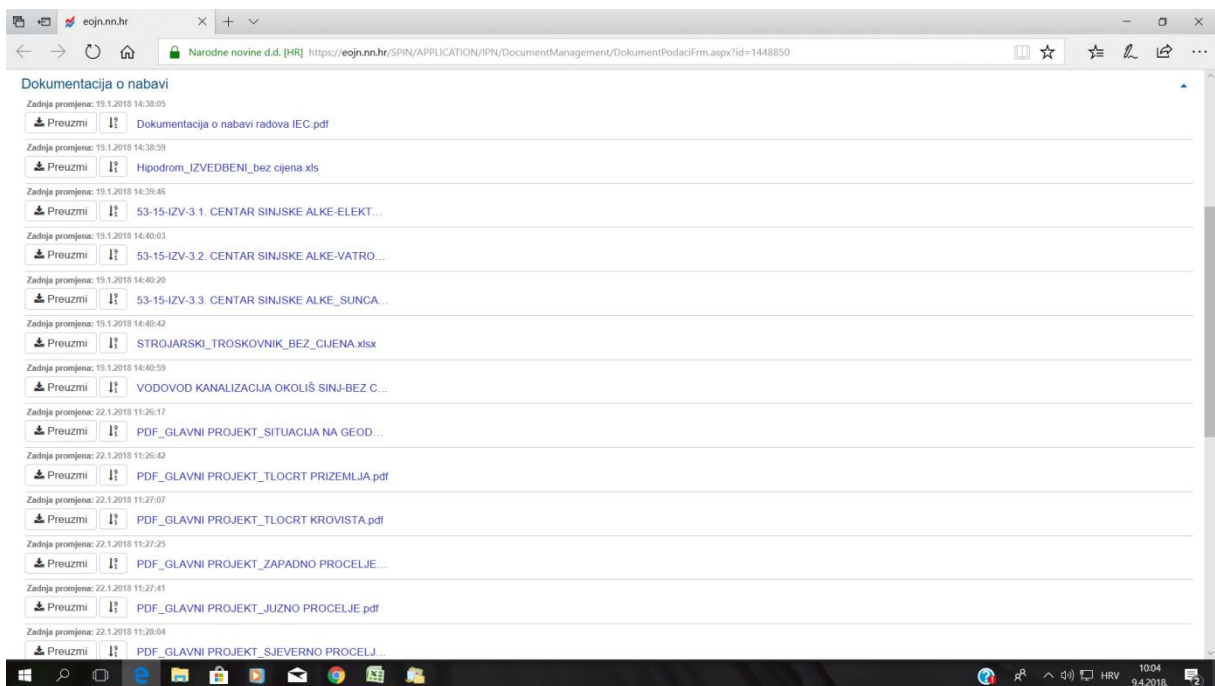 eojn.nn.hr
Narodne novine d.d. [HR] https://eojn.nn.hr/SPIN/APPLICATION/IPN/DocumentManagement/DokumentPodaciFrm.aspx?id=1448850
Dokumentacija o nabavi
Zadnja promjena: 19.1.2018 14:38:05
Preuzmi Dokumentacija o nabavi radova IEC.pdf
Zadnja promjena: 19.1.2018 14:38:59
Preuzmi Hipodrom_IZVEDBENI_bez cijena.xls
Zadnja promjena: 19.1.2018 14:39:46
Preuzmi 53-15-IZV-3.1. CENTAR SINJSKE ALKE-ELEKT...
Zadnja promjena: 19.1.2018 14:40:03
Preuzmi 53-15-IZV-3.2. CENTAR SINJSKE ALKE-VATRO...
Zadnja promjena: 19.1.2018 14:40:20
Preuzmi 53-15-IZV-3.3. CENTAR SINJSKE ALKE_SUNCA...
Zadnja promjena: 19.1.2018 14:40:42
Preuzmi STROJARSKI_TROSKOVNIK_BEZ_CIJENA.xlsx
Zadnja promjena: 19.1.2018 14:40:59
Preuzmi VODOVOD KANALIZACIJA OKOLIŠ SINJ-BEZ C...
Zadnja promjena: 22.1.2018 11:26:17
Preuzmi PDF_GLAVNI PROJEKT_SITUACIJA NA GEOD...
Zadnja promjena: 22.1.2018 11:26:42
Preuzmi PDF_GLAVNI PROJEKT_TLOCRT PRIZEMLJA.pdf
Zadnja promjena: 22.1.2018 11:27:07
Preuzmi PDF_GLAVNI PROJEKT_TLOCRT KROVISTA.pdf
Zadnja promjena: 22.1.2018 11:27:25
Preuzmi PDF_GLAVNI PROJEKT_ZAPADNO PROCELJE...
Zadnja promjena: 22.1.2018 11:27:41
Preuzmi PDF_GLAVNI PROJEKT_JUZNO PROCELJE.pdf
Zadnja promjena: 22.1.2018 11:28:04
Preuzmi PDF_GLAVNI PROJEKT_SJEVERNO PROCELJ...
HRV
10:04
9.4.2018.